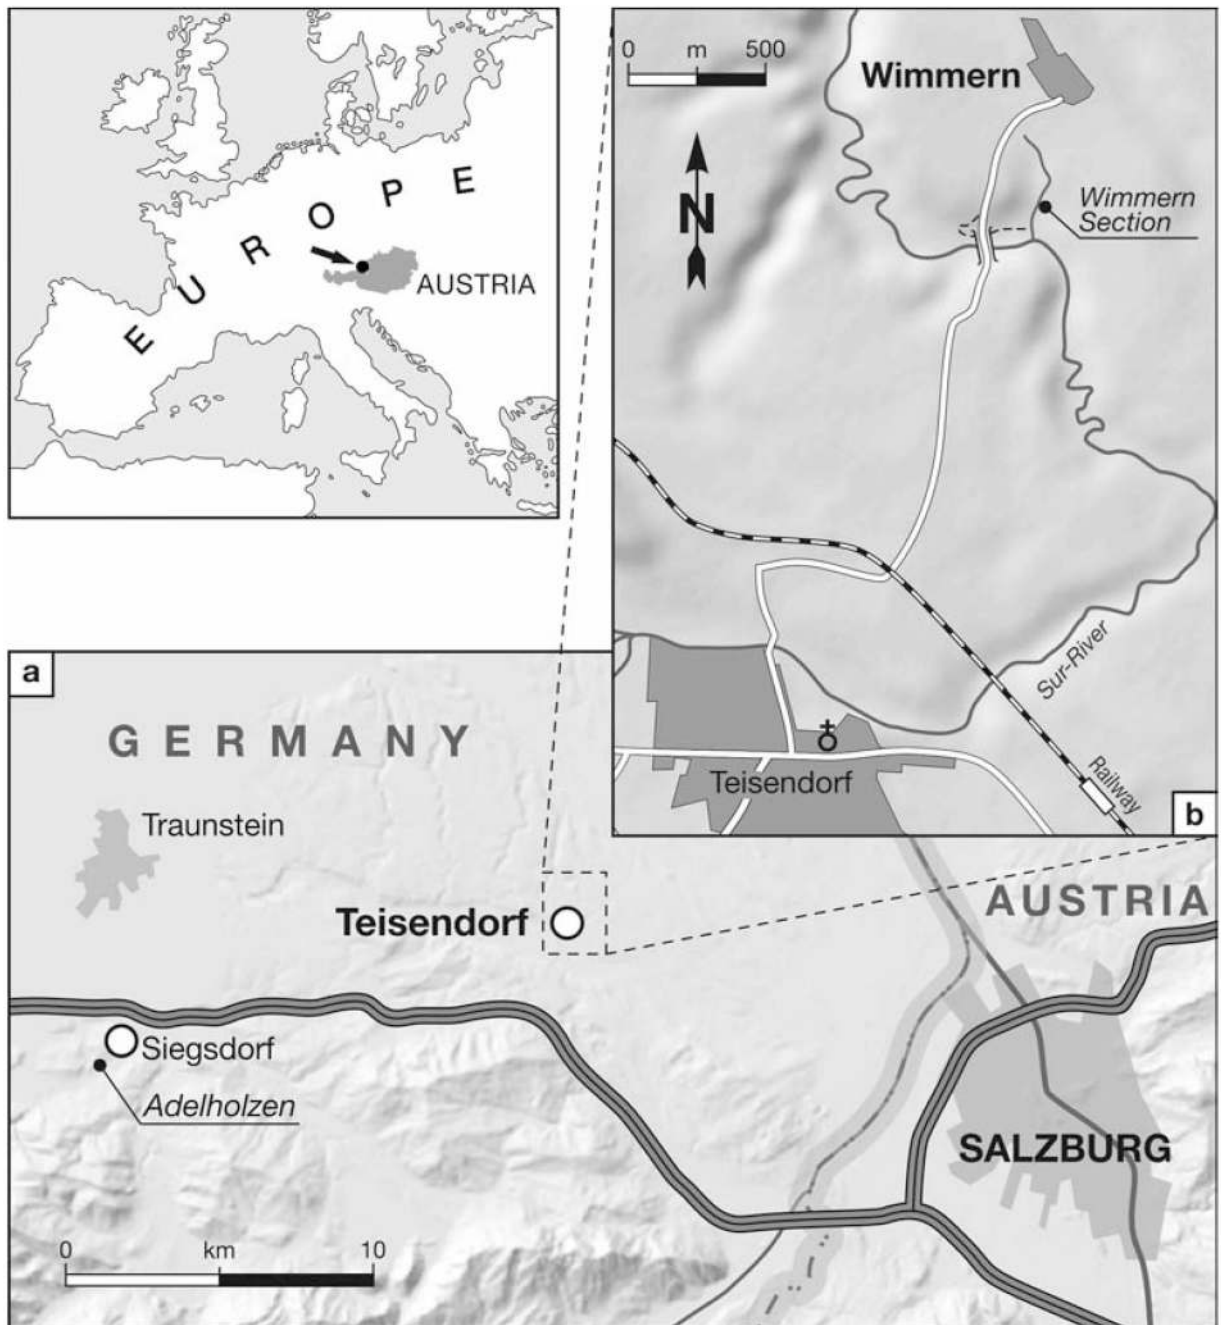 EUROPE
AUSTRIA
0 m 500
Wimmern
N
Wimmern
Section
Sur-River
Railway
Teisendorf
b
a
GERMANY
Traunstein
Teisendorf
AUSTRIA
Siegsdorf
Adelholzen
SALZBURG
0 km 10